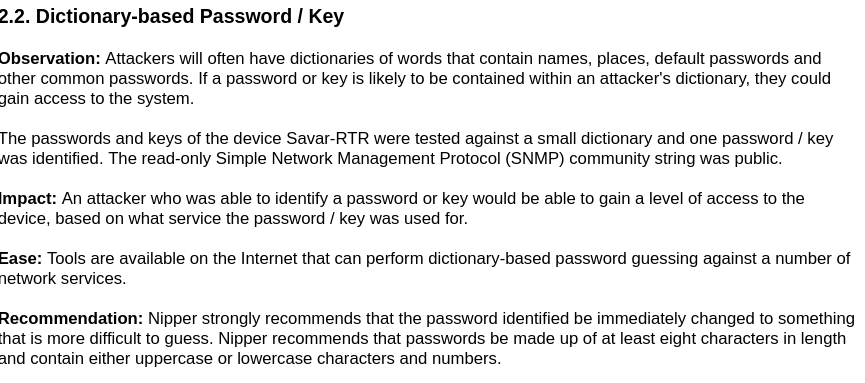 2.2. Dictionary-based Password / Key
Observation: Attackers will often have dictionaries of words that contain names, places, default passwords and
other common passwords. If a password or key is likely to be contained within an attacker's dictionary, they could
gain access to the system.
The passwords and keys of the device Savar-RTR were tested against a small dictionary and one password / key
was identified. The read-only Simple Network Management Protocol (SNMP) community string was public.
Impact: An attacker who was able to identify a password or key would be able to gain a level of access to the
device, based on what service the password / key was used for.
Ease: Tools are available on the Internet that can perform dictionary-based password guessing against a number of
network services.
Recommendation: Nipper strongly recommends that the password identified be immediately changed to something
that is more difficult to guess. Nipper recommends that passwords be made up of at least eight characters in length
and contain either uppercase or lowercase characters and numbers.